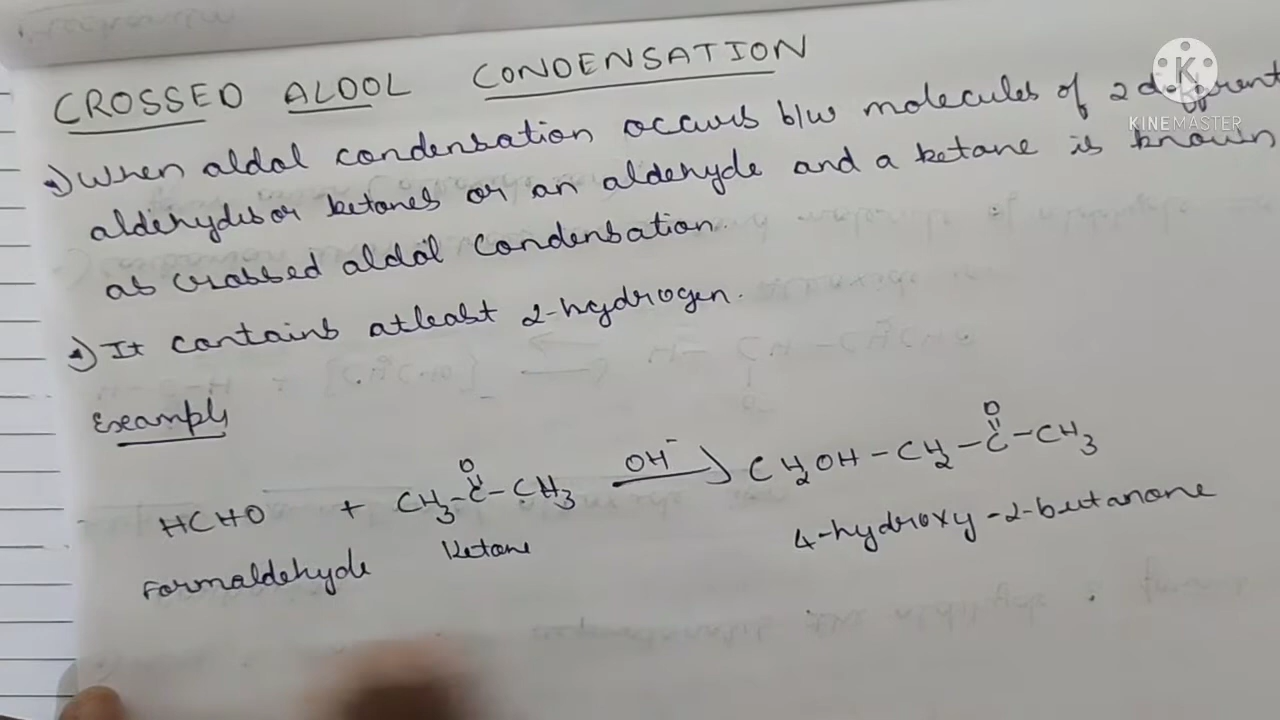 CROSSED ALDOL CONDENSATION
KINEMASTER
When aldol condensation occurs b/w molecules of 2 different
aldehydes or ketones or an aldehyde and a ketone is known
as crossed aldol condensation.
It contains atleast 2-hydrogen.
Example
HCHO + CH3-C(=O)-CH3 OH- → CH2OH-CH2-C(=O)-CH3
Formaldehyde Ketone 4-hydroxy-2-butanone